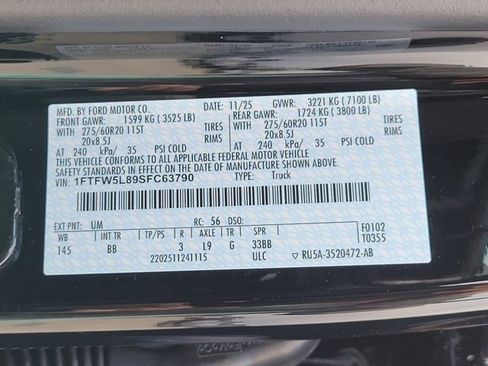 MFD. BY FORD MOTOR CO. 11/25 GVWR: 3221 KG ( 7100 LB)
FRONT GAWR: 1599 KG ( 3525 LB) REAR GAWR: 1724 KG ( 3800 LB)
WITH 275/60R20 115T TIRES WITH 275/60R20 115T TIRES
20x8.5J RIMS 20x8.5J RIMS
AT 240 kPa/ 35 PSI COLD AT 240 kPa/ 35 PSI COLD
THIS VEHICLE CONFORMS TO ALL APPLICABLE FEDERAL MOTOR VEHICLE
SAFETY STANDARDS IN EFFECT ON THE DATE OF MANUFACTURE SHOWN ABOVE.
VIN: 1FTFW5L89SFC63790 TYPE: Truck
EXT PNT: UM RC: 56 DSO: F0102
WB INT TR TP/PS R AXLE TR SPR T0355
145 BB 3 L9 G 33BB
2202511241115 ULC RU5A-3520472-AB